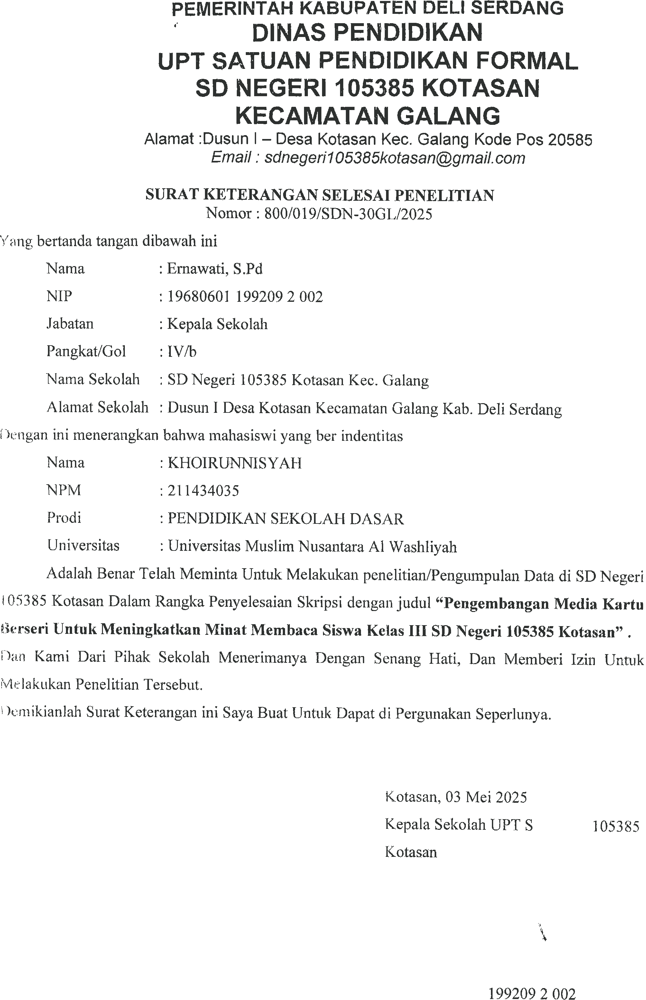 PEMERINTAH KABUPATEN DELI SERDANG
DINAS PENDIDIKAN
UPT SATUAN PENDIDIKAN FORMAL
SD NEGERI 105385 KOTASAN
KECAMATAN GALANG
Alamat :Dusun I – Desa Kotasan Kec. Galang Kode Pos 20585
Email : sdnegeri105385kotasan@gmail.com
SURAT KETERANGAN SELESAI PENELITIAN
Nomor : 800/019/SDN-30GL/2025
Yang bertanda tangan dibawah ini
Nama : Ernawati, S.Pd
NIP : 19680601 199209 2 002
Jabatan : Kepala Sekolah
Pangkat/Gol : IV/b
Nama Sekolah : SD Negeri 105385 Kotasan Kec. Galang
Alamat Sekolah : Dusun I Desa Kotasan Kecamatan Galang Kab. Deli Serdang
Dengan ini menerangkan bahwa mahasiswi yang ber indentitas
Nama : KHOIRUNNISYAH
NPM : 211434035
Prodi : PENDIDIKAN SEKOLAH DASAR
Universitas : Universitas Muslim Nusantara Al Washliyah
Adalah Benar Telah Meminta Untuk Melakukan penelitian/Pengumpulan Data di SD Negeri
105385 Kotasan Dalam Rangka Penyelesaian Skripsi dengan judul “Pengembangan Media Kartu
Berseri Untuk Meningkatkan Minat Membaca Siswa Kelas III SD Negeri 105385 Kotasan” .
Dan Kami Dari Pihak Sekolah Menerimanya Dengan Senang Hati, Dan Memberi Izin Untuk
Melakukan Penelitian Tersebut.
Demikianlah Surat Keterangan ini Saya Buat Untuk Dapat di Pergunakan Seperlunya.
Kotasan, 03 Mei 2025
Kepala Sekolah UPT S 105385
Kotasan
199209 2 002